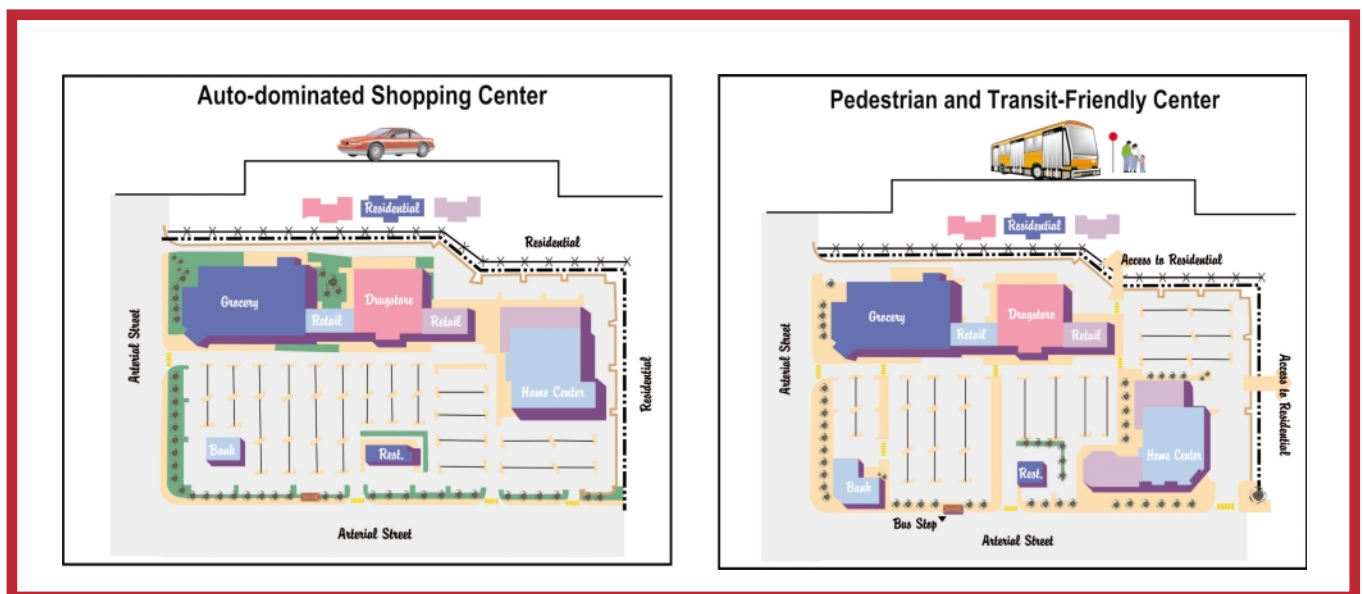 Auto-dominated Shopping Center
Residential
Residential
Grocery
Drugstore
Retail
Retail
Arterial Street
Residential
Home Center
Bank
Rest.
Arterial Street
Pedestrian and Transit-Friendly Center
Residential
Access to Residential
Grocery
Drugstore
Retail
Retail
Arterial Street
Access to Residential
Home Center
Rest.
Bank
Bus Stop
Arterial Street